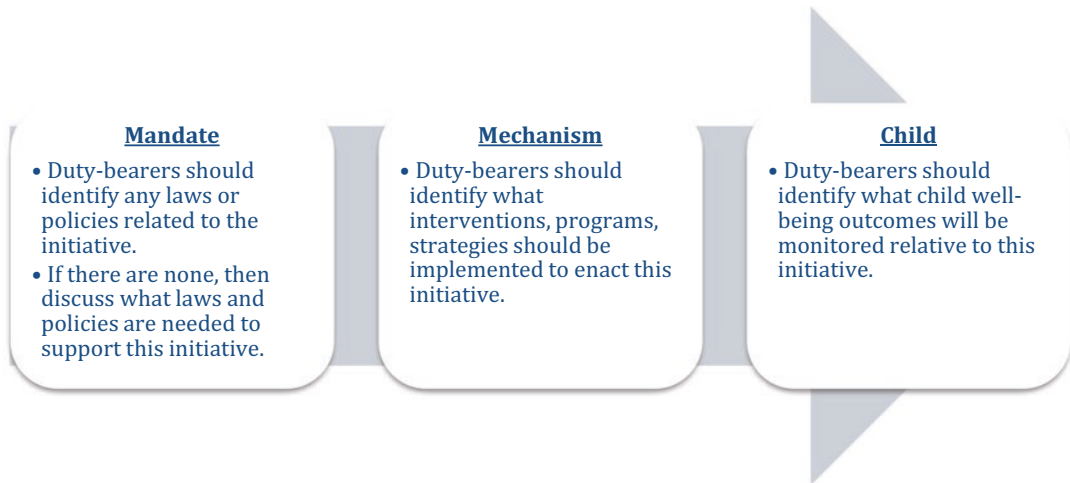 Mandate
• Duty-bearers should
identify any laws or
policies related to the
initiative.
• If there are none, then
discuss what laws and
policies are needed to
support this initiative.
Mechanism
• Duty-bearers should
identify what
interventions, programs,
strategies should be
implemented to enact this
initiative.
Child
• Duty-bearers should
identify what child well-
being outcomes will be
monitored relative to this
initiative.